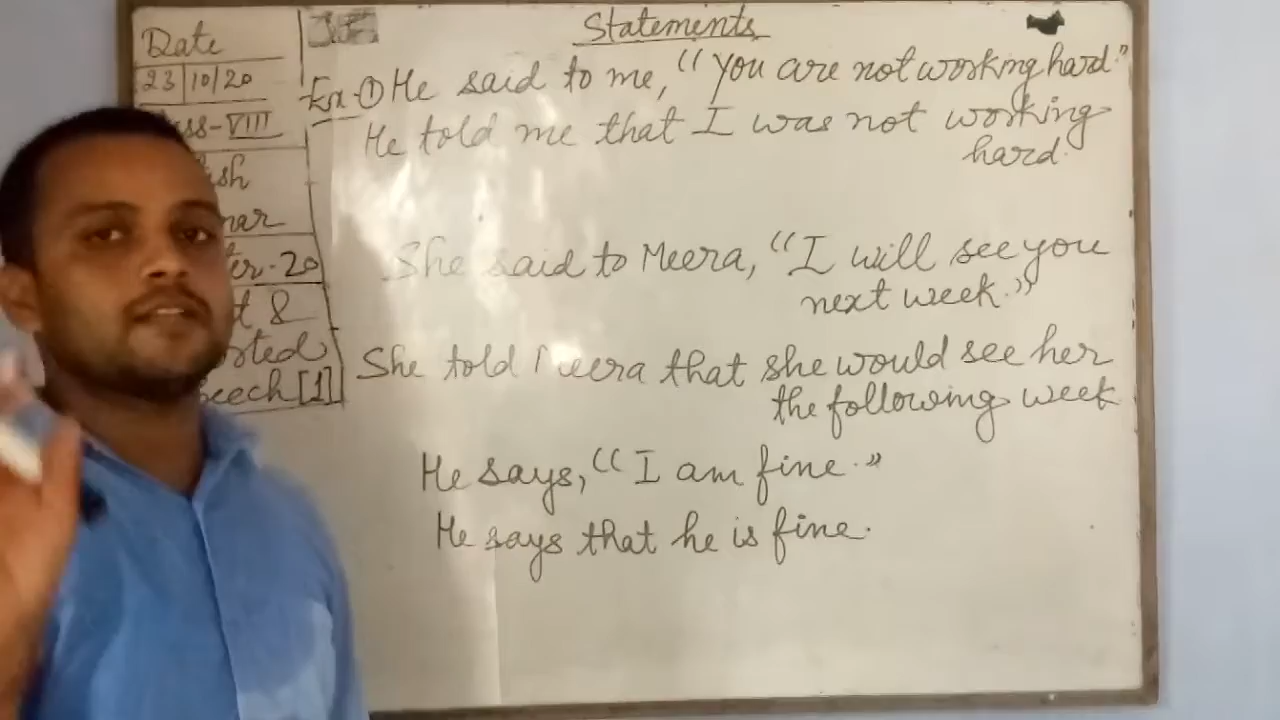 Date
23 10/20
VIII
Statements
Ex-① He said to me, "You are not working hard."
He told me that I was not working
hard.
She said to Meera, "I will see you
next week."
She told Meera that she would see her
the following week
He says, "I am fine."
He says that he is fine.
[1]